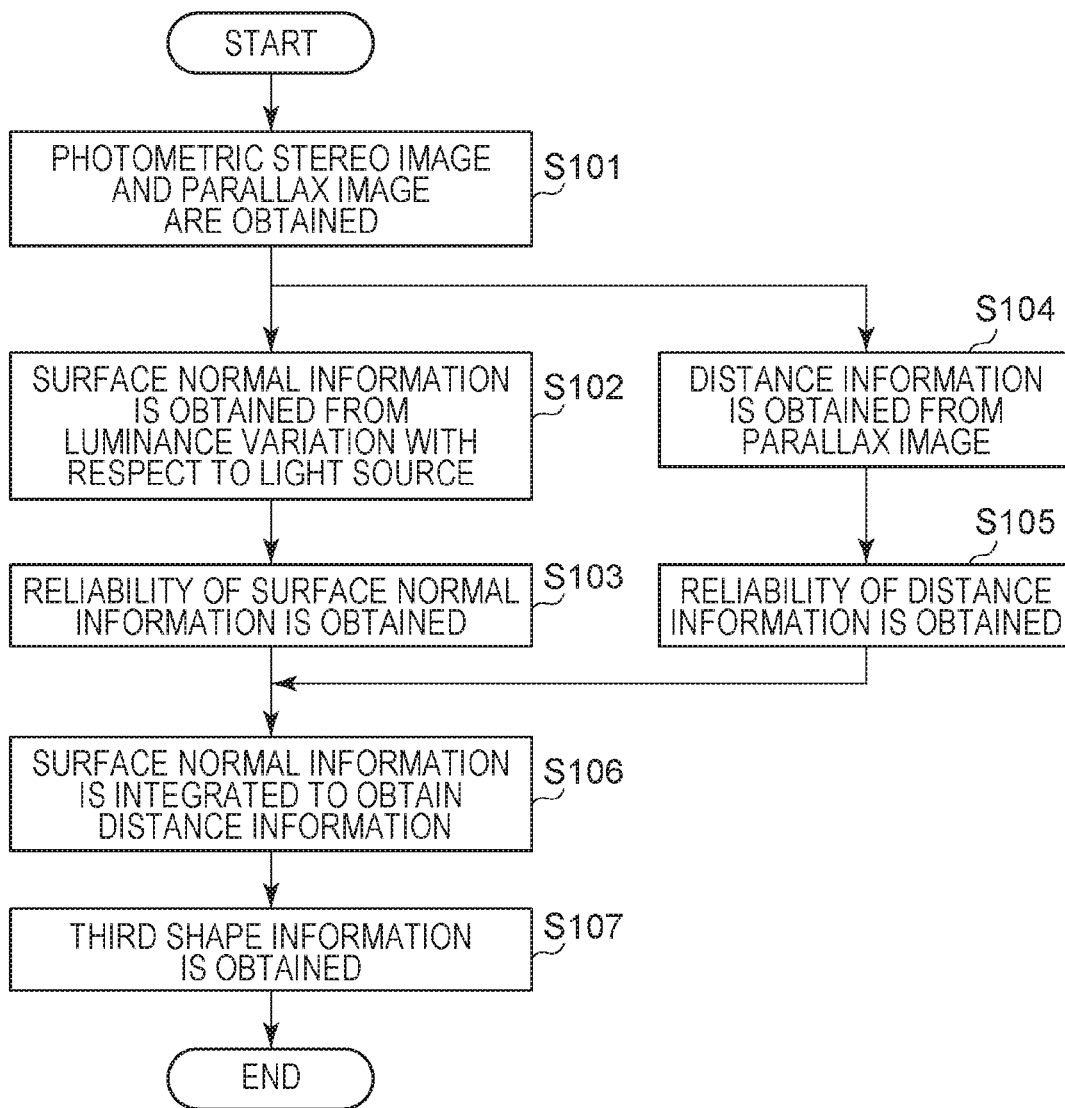 START
PHOTOMETRIC STEREO IMAGE
AND PARALLAX IMAGE
ARE OBTAINED
S101
SURFACE NORMAL INFORMATION
IS OBTAINED FROM
LUMINANCE VARIATION WITH
RESPECT TO LIGHT SOURCE
S102
S104
DISTANCE INFORMATION
IS OBTAINED FROM
PARALLAX IMAGE
RELIABILITY OF SURFACE NORMAL
INFORMATION IS OBTAINED
S103
S105
RELIABILITY OF DISTANCE
INFORMATION IS OBTAINED
SURFACE NORMAL INFORMATION
IS INTEGRATED TO OBTAIN
DISTANCE INFORMATION
S106
THIRD SHAPE INFORMATION
IS OBTAINED
S107
END